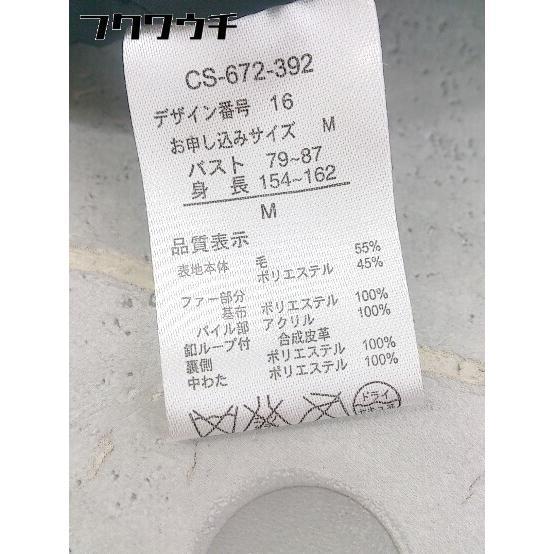 フクウチ
CS-672-392
デザイン番号 16
お申し込みサイズ M
バスト 79~87
身長 154~162
M
品質表示
表地本体 毛 55%
ポリエステル 45%
ファー部分
基布 ポリエステル 100%
パイル部 アクリル 100%
釦ループ付 合成皮革
裏側 ポリエステル 100%
中わた ポリエステル 100%
ドライ